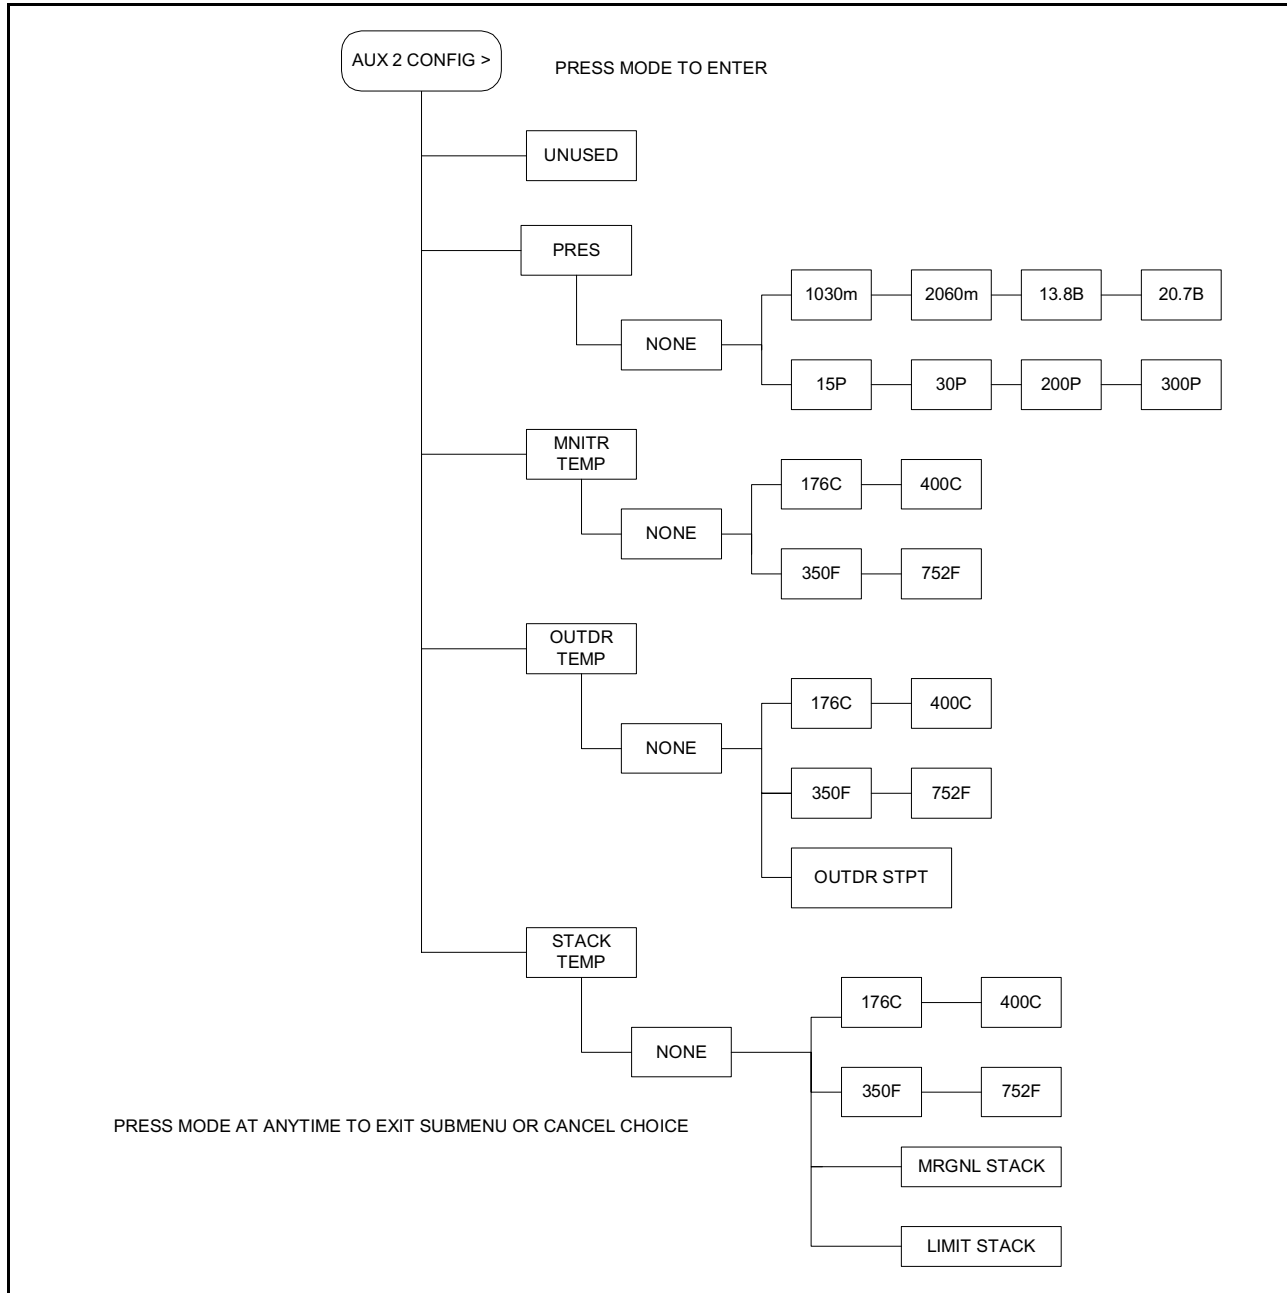 AUX 2 CONFIG >
PRESS MODE TO ENTER
UNUSED
PRES
1030m 2060m 13.8B 20.7B
NONE
15P 30P 200P 300P
MNITR
TEMP
176C 400C
NONE
350F 752F
OUTDR
TEMP
176C 400C
NONE
350F 752F
OUTDR STPT
STACK
TEMP
176C 400C
NONE
350F 752F
PRESS MODE AT ANYTIME TO EXIT SUBMENU OR CANCEL CHOICE
MRGNL STACK
LIMIT STACK